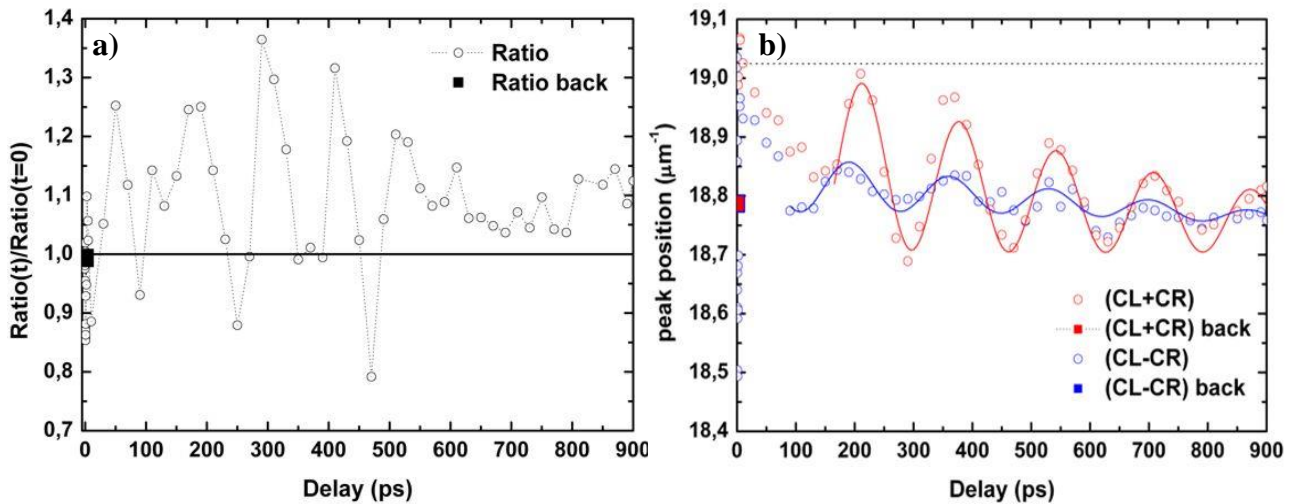 a)
Ratio
Ratio back
Ratio(t)/Ratio(t=0)
1,4
1,3
1,2
1,1
1,0
0,9
0,8
0,7
0 100 200 300 400 500 600 700 800 900
Delay (ps)
b)
peak position (µm⁻¹)
19,1
19,0
18,9
18,8
18,7
18,6
18,5
18,4
(CL+CR)
(CL+CR) back
(CL-CR)
(CL-CR) back
0 100 200 300 400 500 600 700 800 900
Delay (ps)